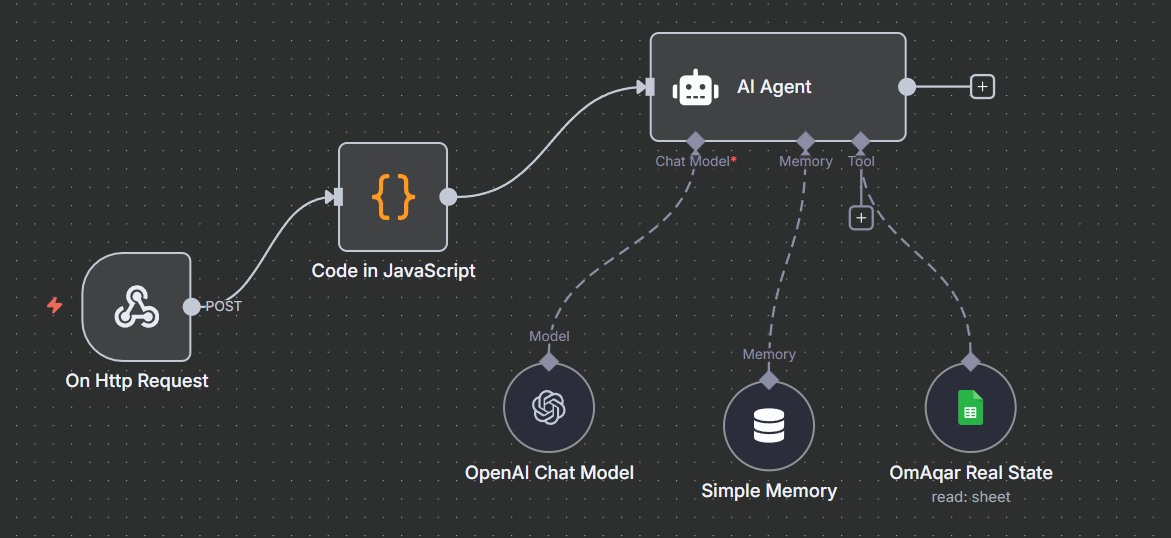 AI Agent
Chat Model*
Memory
Tool
Code in JavaScript
POST
On Http Request
Model
Memory
OpenAI Chat Model
Simple Memory
OmAqar Real State
read: sheet